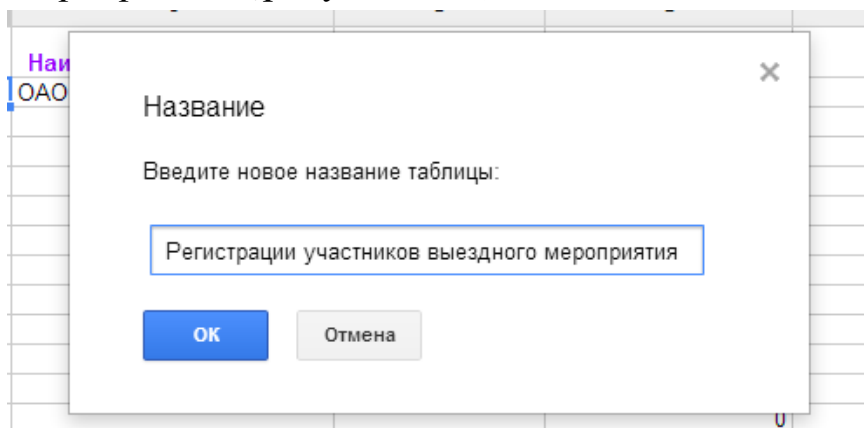 Наи
ОАО
Название
Введите новое название таблицы:
Регистрации участников выездного мероприятия
ОК
Отмена
0